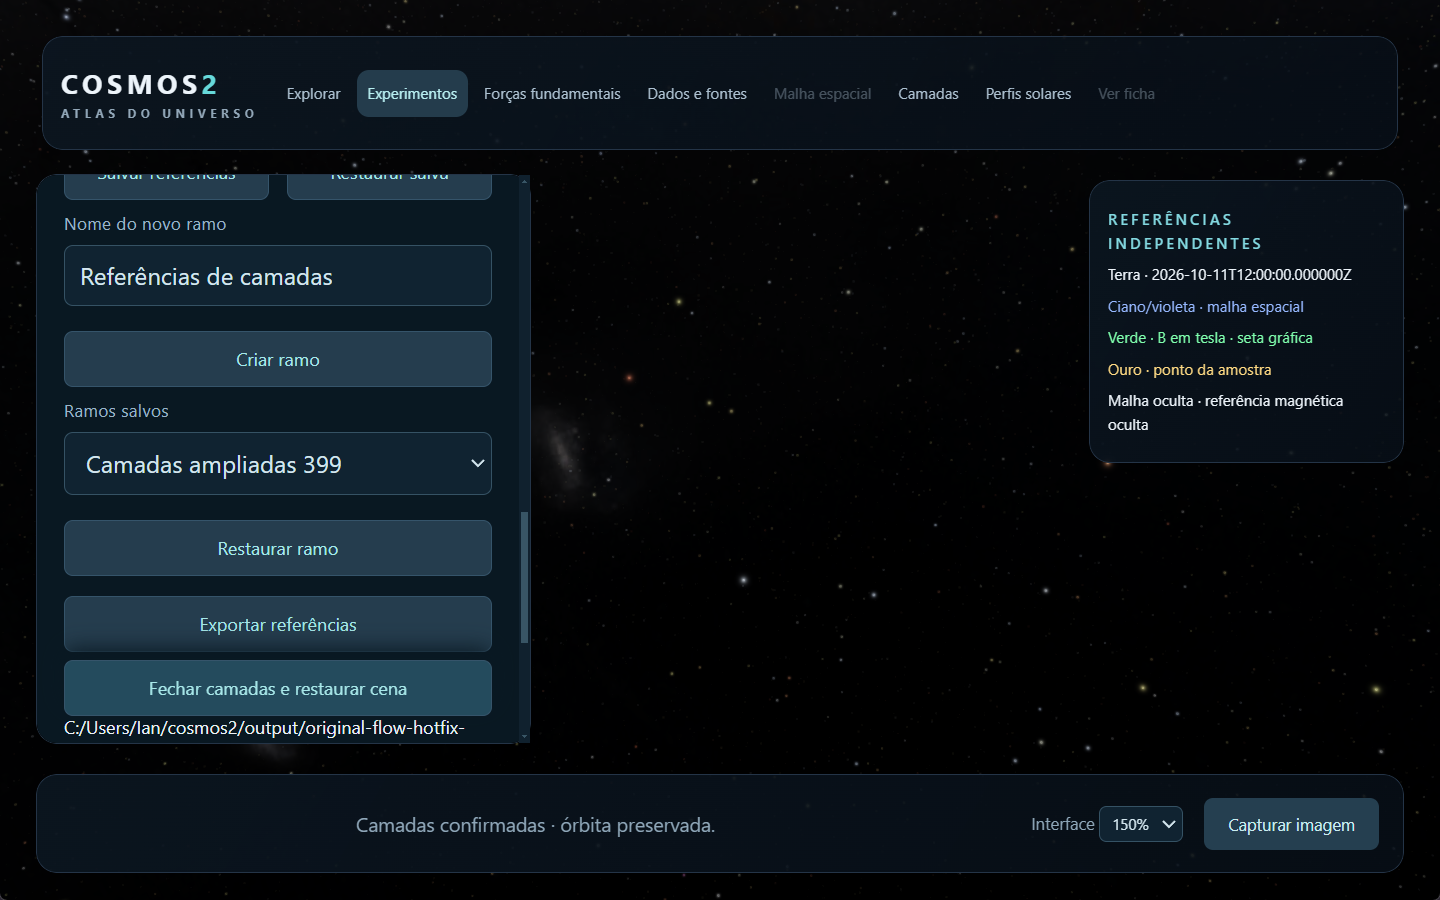 COSMOS2
ATLAS DO UNIVERSO
Explorar
Experimentos
Forças fundamentais
Dados e fontes
Malha espacial
Camadas
Perfis solares
Ver ficha
Salvar referências
Restaurar salva
Nome do novo ramo
Referências de camadas
Criar ramo
Ramos salvos
Camadas ampliadas 399
Restaurar ramo
Exportar referências
Fechar camadas e restaurar cena
C:/Users/Ian/cosmos2/output/original-flow-hotfix-
REFERÊNCIAS
INDEPENDENTES
Terra · 2026-10-11T12:00:00.000000Z
Ciano/violeta · malha espacial
Verde · B em tesla · seta gráfica
Ouro · ponto da amostra
Malha oculta · referência magnética
oculta
Camadas confirmadas · órbita preservada.
Interface
150%
Capturar imagem